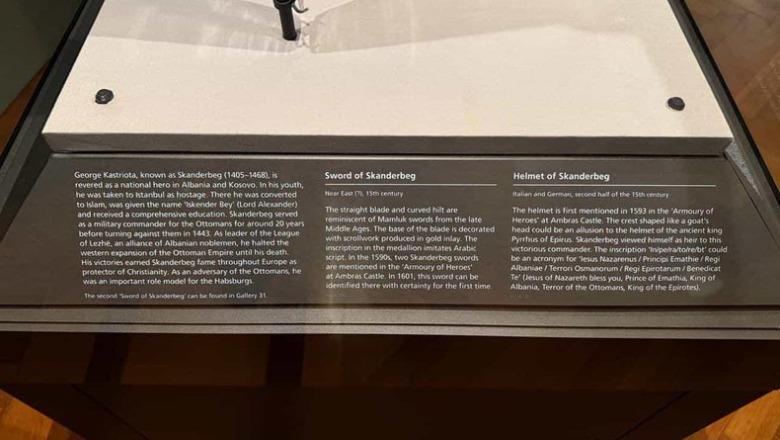 George Kastriota, known as Skanderbeg (1405–1468), is
revered as a national hero in Albania and Kosovo. In his youth,
he was taken to Istanbul as hostage. There he was converted
to Islam, was given the name 'Iskender Bey' (Lord Alexander)
and received a comprehensive education. Skanderbeg served
as a military commander for the Ottomans for around 20 years
before turning against them in 1443. As leader of the League
of Lezhë, an alliance of Albanian noblemen, he halted the
western expansion of the Ottoman Empire until his death.
His victories earned Skanderbeg fame throughout Europe as
protector of Christianity. As an adversary of the Ottomans, he
was an important role model for the Habsburgs.
The second 'Sword of Skanderbeg' can be found in Gallery 31.
Sword of Skanderbeg
Near East (?), 15th century
The straight blade and curved hilt are
reminiscent of Mamluk swords from the late
Middle Ages. The base of the blade is decorated
with scrollwork produced in gold inlay. The
inscription in the medallion imitates Arabic
script. In the 1590s, two Skanderbeg swords
are mentioned in the 'Armoury of Heroes'
at Ambras Castle. In 1601, this sword can be
identified there with certainty for the first time
Helmet of Skanderbeg
Italian and German, second half of the 15th century
The helmet is first mentioned in 1593 in the 'Armoury of
Heroes' at Ambras Castle. The crest shaped like a goat's
head could be an allusion to the helmet of the ancient king
Pyrrhus of Epirus. Skanderbeg viewed himself as heir to this
victorious commander. The inscription 'in/pe/ra/to/re/bt' could
be an acronym for 'Jesus Nazarenus / Principi Emathie / Regi
Albaniae / Terrori Osmanorum / Regi Epirotarum / Benedicat
Te' (Jesus of Nazareth bless you, Prince of Emathia, King of
Albania, Terror of the Ottomans, King of the Epirotes).